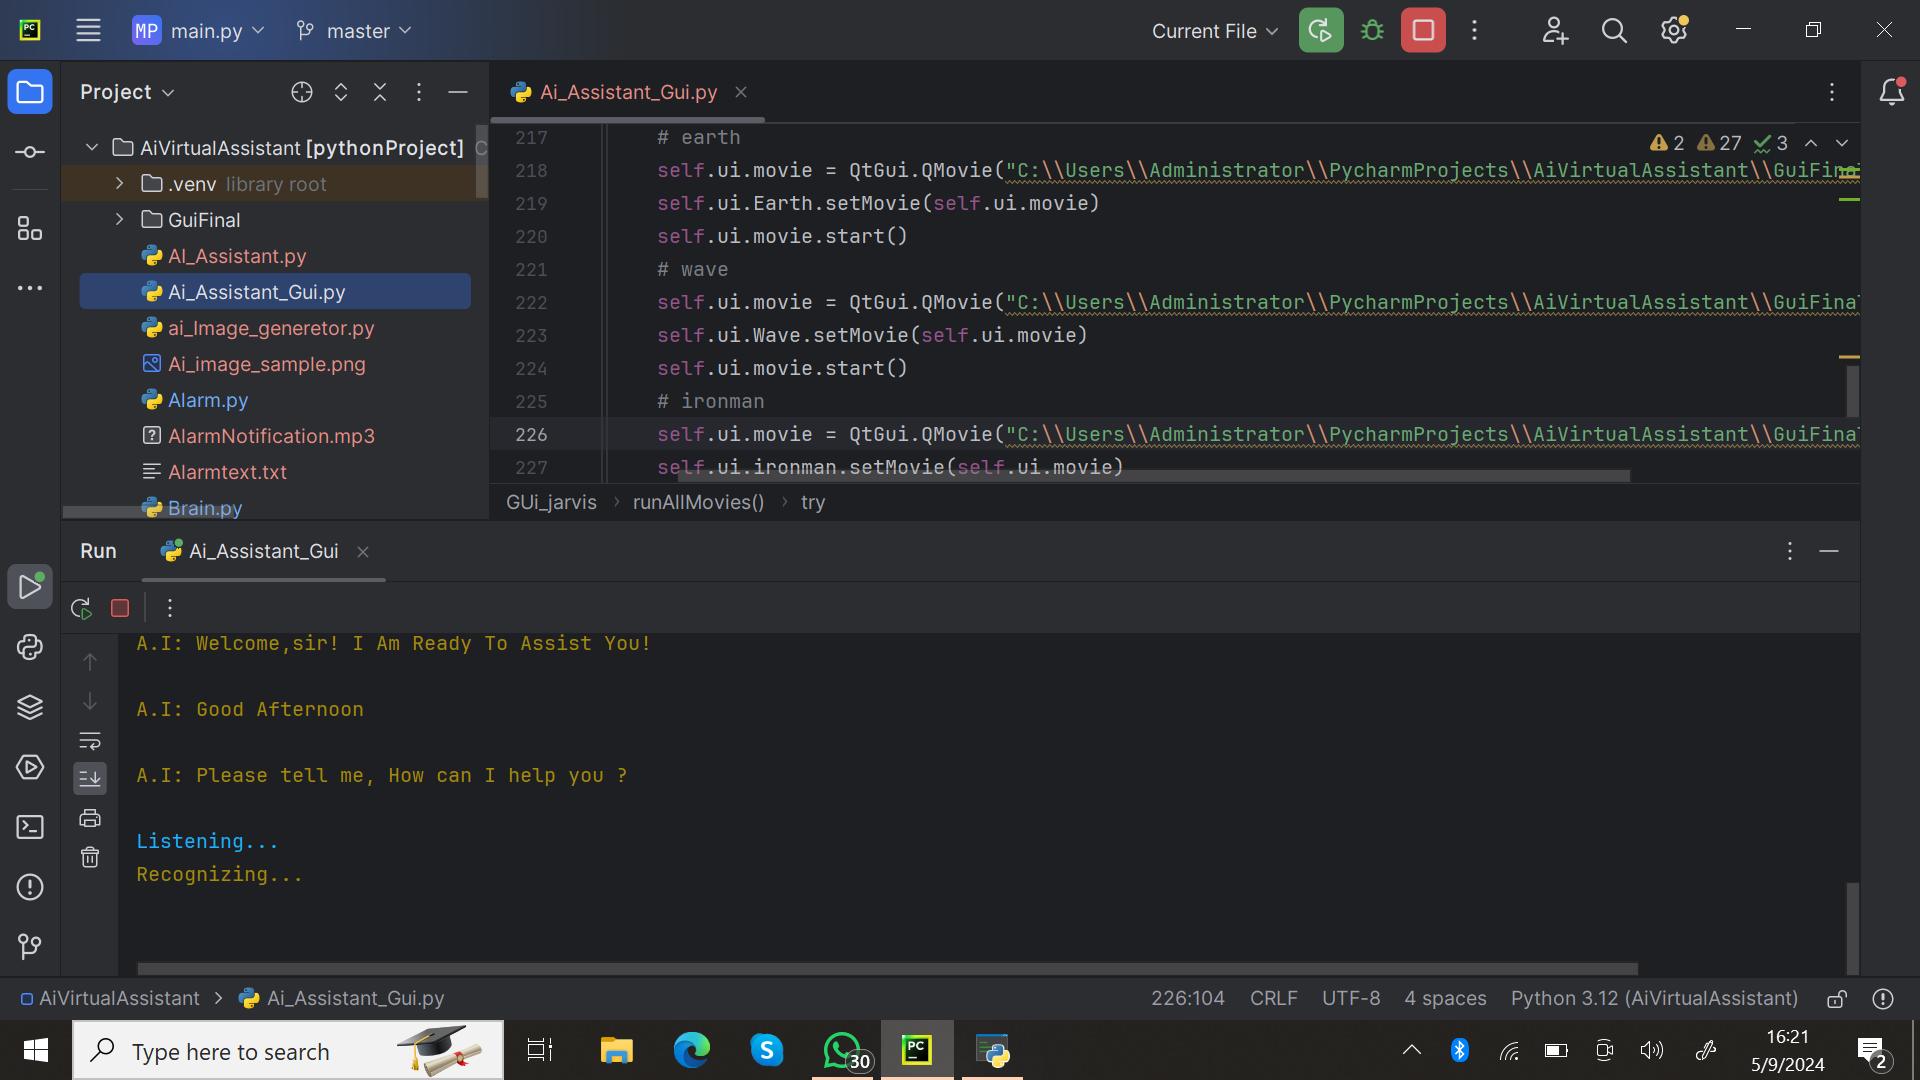 PC
MP main.py
master
Current File
Project
AiVirtualAssistant [pythonProject]
.venv library root
GuiFinal
AI_Assistant.py
Ai_Assistant_Gui.py
ai_Image_generetor.py
Ai_image_sample.png
Alarm.py
AlarmNotification.mp3
Alarmtext.txt
Brain.py
Ai_Assistant_Gui.py
2 27 3
217 # earth
218 self.ui.movie = QtGui.QMovie("C:\\Users\\Administrator\\PycharmProjects\\AiVirtualAssistant\\GuiFinal
219 self.ui.Earth.setMovie(self.ui.movie)
220 self.ui.movie.start()
221 # wave
222 self.ui.movie = QtGui.QMovie("C:\\Users\\Administrator\\PycharmProjects\\AiVirtualAssistant\\GuiFinal
223 self.ui.Wave.setMovie(self.ui.movie)
224 self.ui.movie.start()
225 # ironman
226 self.ui.movie = QtGui.QMovie("C:\\Users\\Administrator\\PycharmProjects\\AiVirtualAssistant\\GuiFinal
227 self.ui.ironman.setMovie(self.ui.movie)
GUi_jarvis › runAllMovies() › try
Run
Ai_Assistant_Gui
A.I: Welcome,sir! I Am Ready To Assist You!
A.I: Good Afternoon
A.I: Please tell me, How can I help you ?
Listening...
Recognizing...
AiVirtualAssistant > Ai_Assistant_Gui.py
226:104 CRLF UTF-8 4 spaces Python 3.12 (AiVirtualAssistant)
Type here to search
S
30
PC
16:21
5/9/2024
2